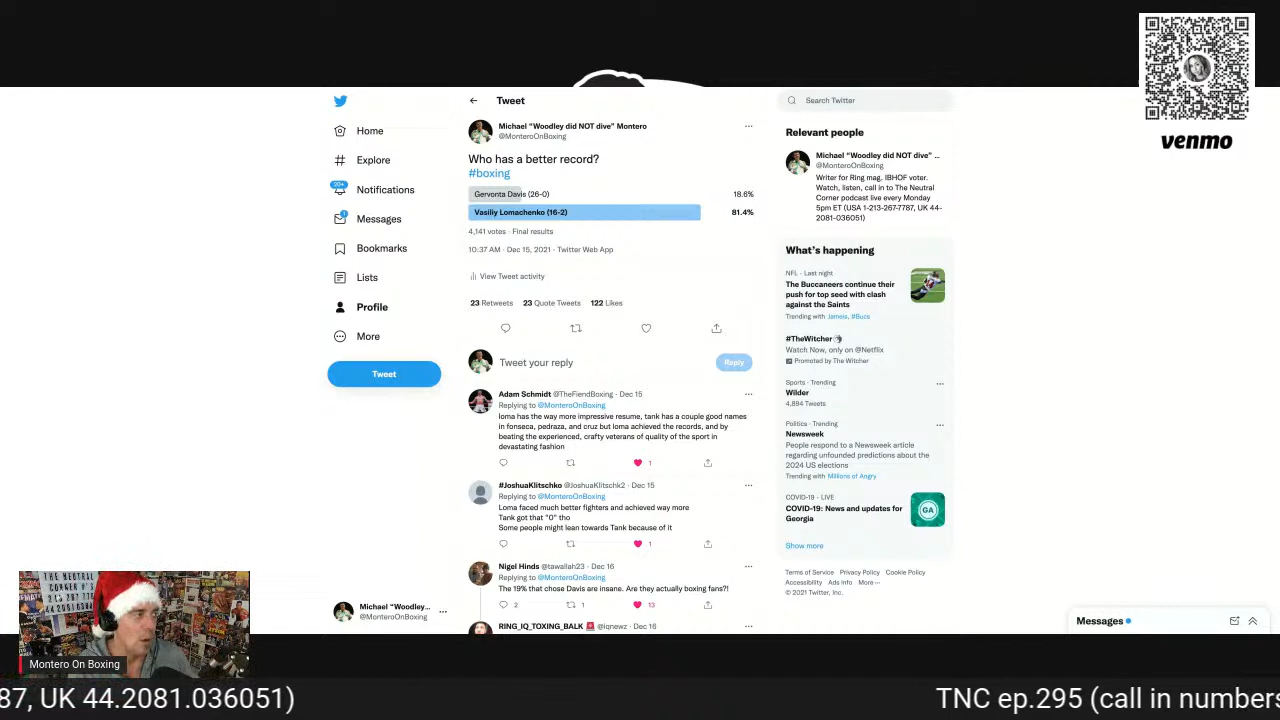 venmo
Tweet
Michael “Woodley did NOT dive” Montero
@MonteroOnBoxing
Who has a better record?
#boxing
Gervonta Davis (26-0) 18.6%
Vasiliy Lomachenko (16-2) 81.4%
4,141 votes · Final results
10:37 AM · Dec 15, 2021 · Twitter Web App
View Tweet activity
23 Retweets 23 Quote Tweets 122 Likes
Tweet your reply
Reply
Adam Schmidt @TheFiendBoxing · Dec 15
Replying to @MonteroOnBoxing
loma has the way more impressive resume, tank has a couple good names
in fonseca, pedraza, and cruz but loma achieved the records, and by
beating the experienced, crafty veterans of quality of the sport in
devastating fashion
1
#JoshuaKlitschko @JoshuaKlitschk2 · Dec 15
Replying to @MonteroOnBoxing
Loma faced much better fighters and achieved way more
Tank got that "0" tho
Some people might lean towards Tank because of it
1
Nigel Hinds @tawallah23 · Dec 16
Replying to @MonteroOnBoxing
The 19% that chose Davis are insane. Are they actually boxing fans?!
2 1 13
RING_IQ_TOXING_BALK 🚨 @iqnewz · Dec 16
Home
Explore
20+
Notifications
1
Messages
Bookmarks
Lists
Profile
More
Tweet
Michael “Woodley...
@MonteroOnBoxing
Search Twitter
Relevant people
Michael “Woodley did NOT dive” ...
@MonteroOnBoxing
Writer for Ring mag. IBHOF voter.
Watch, listen, call in to The Neutral
Corner podcast live every Monday
5pm ET (USA 1-213-267-7787, UK 44-
2081-036051)
What’s happening
NFL · Last night
The Buccaneers continue their
push for top seed with clash
against the Saints
Trending with Jameis, #Bucs
#TheWitcher
Watch Now, only on @Netflix
Promoted by The Witcher
Sports · Trending
Wilder
4,894 Tweets
Politics · Trending
Newsweek
People respond to a Newsweek article
regarding unfounded predictions about the
2024 US elections
Trending with Millions of Angry
COVID-19 · LIVE
COVID-19: News and updates for
Georgia
GA
Show more
Terms of Service Privacy Policy Cookie Policy
Accessibility Ads Info More ···
© 2021 Twitter, Inc.
Messages
THE NEUTRAL
CORNER
Montero On Boxing
87, UK 44.2081.036051)
TNC ep.295 (call in numbers